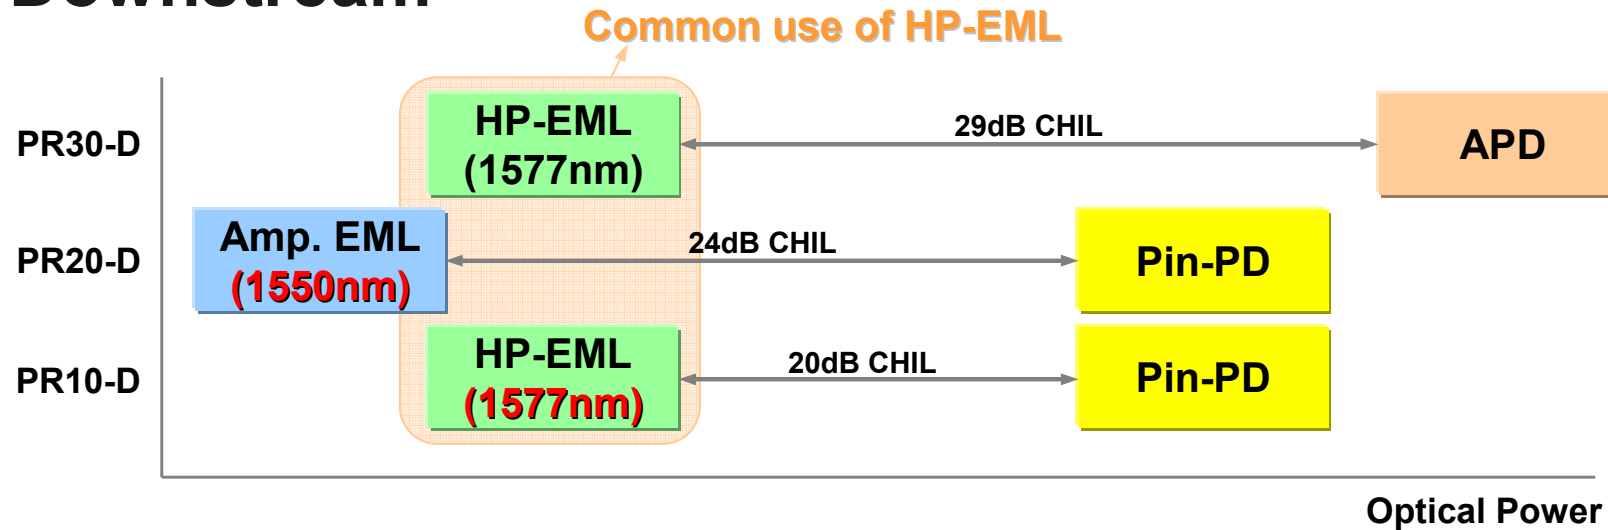 Downstream
Common use of HP-EML
PR30-D
HP-EML
(1577nm)
29dB CHIL
APD
PR20-D
Amp. EML
(1550nm)
24dB CHIL
Pin-PD
PR10-D
HP-EML
(1577nm)
20dB CHIL
Pin-PD
Optical Power